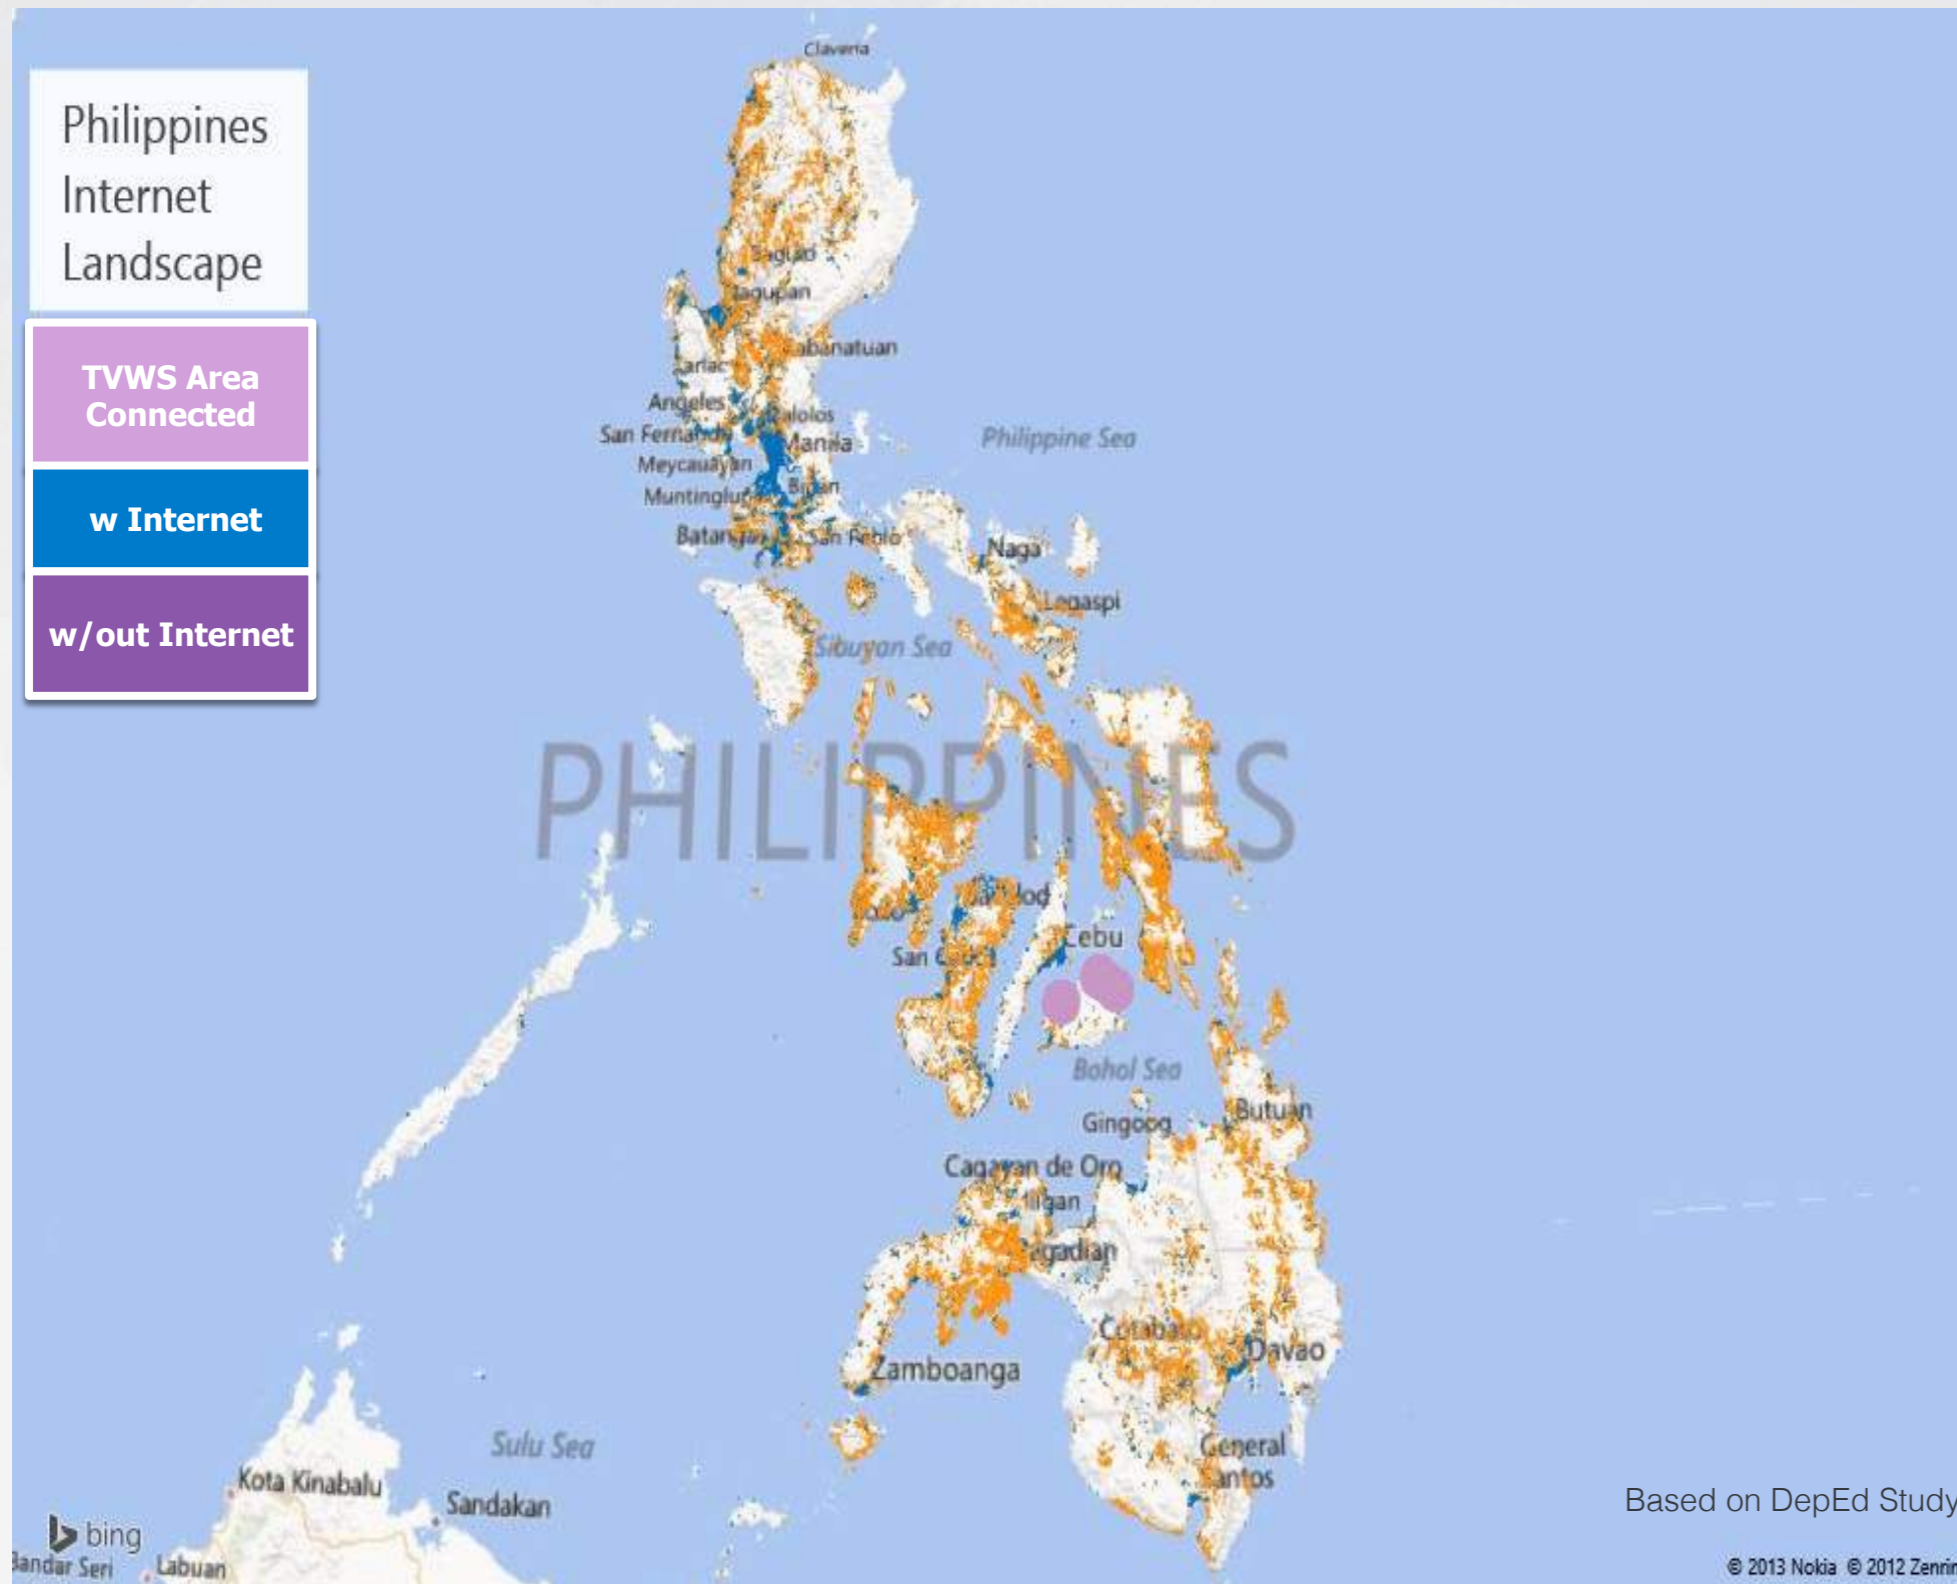 Philippines
Internet
Landscape
TVWS Area
Connected
w Internet
w/out Internet
Claveria
Baguio
Dagupan
Cabanatuan
Tarlac
Angeles
Malolos
San Fernando
Manila
Philippine Sea
Meycauayan
Biñan
Muntinlupa
Batangas
San Pablo
Naga
Legaspi
Sibuyan Sea
PHILIPPINES
Bacolod
Iloilo
Cebu
San Carlos
Bohol Sea
Butuan
Gingoog
Cagayan de Oro
Iligan
Pagadian
Cotabato
Davao
Zamboanga
General
Santos
Sulu Sea
Kota Kinabalu
Sandakan
Based on DepEd Study
bing
Bandar Seri
Labuan
© 2013 Nokia © 2012 Zenrin